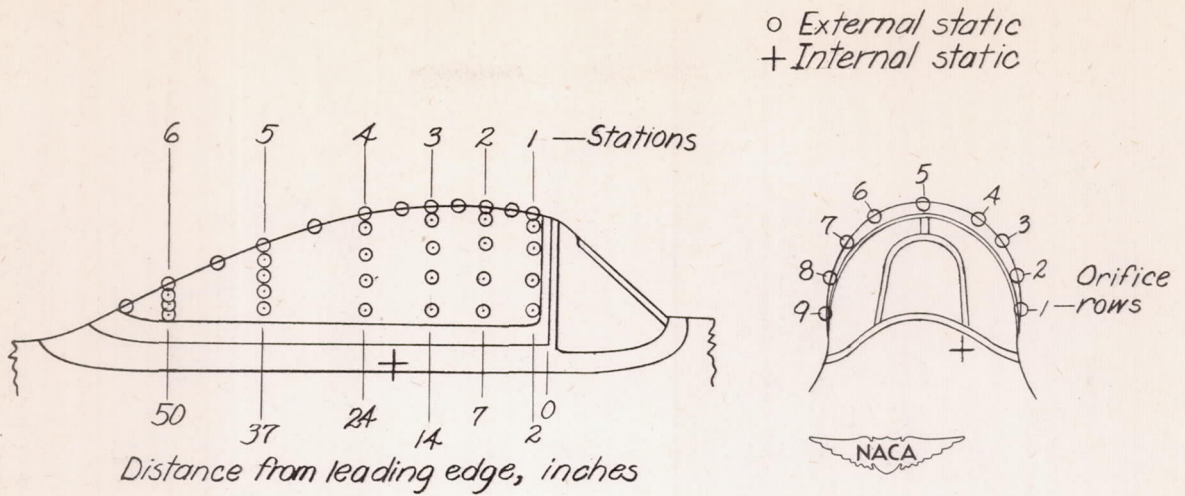 o External static
+ Internal static
6 5 4 3 2 1 — Stations
50 37 24 14 7 2 0
Distance from leading edge, inches
5
6 4
7 3
8 2
9 1
Orifice
rows
NACA